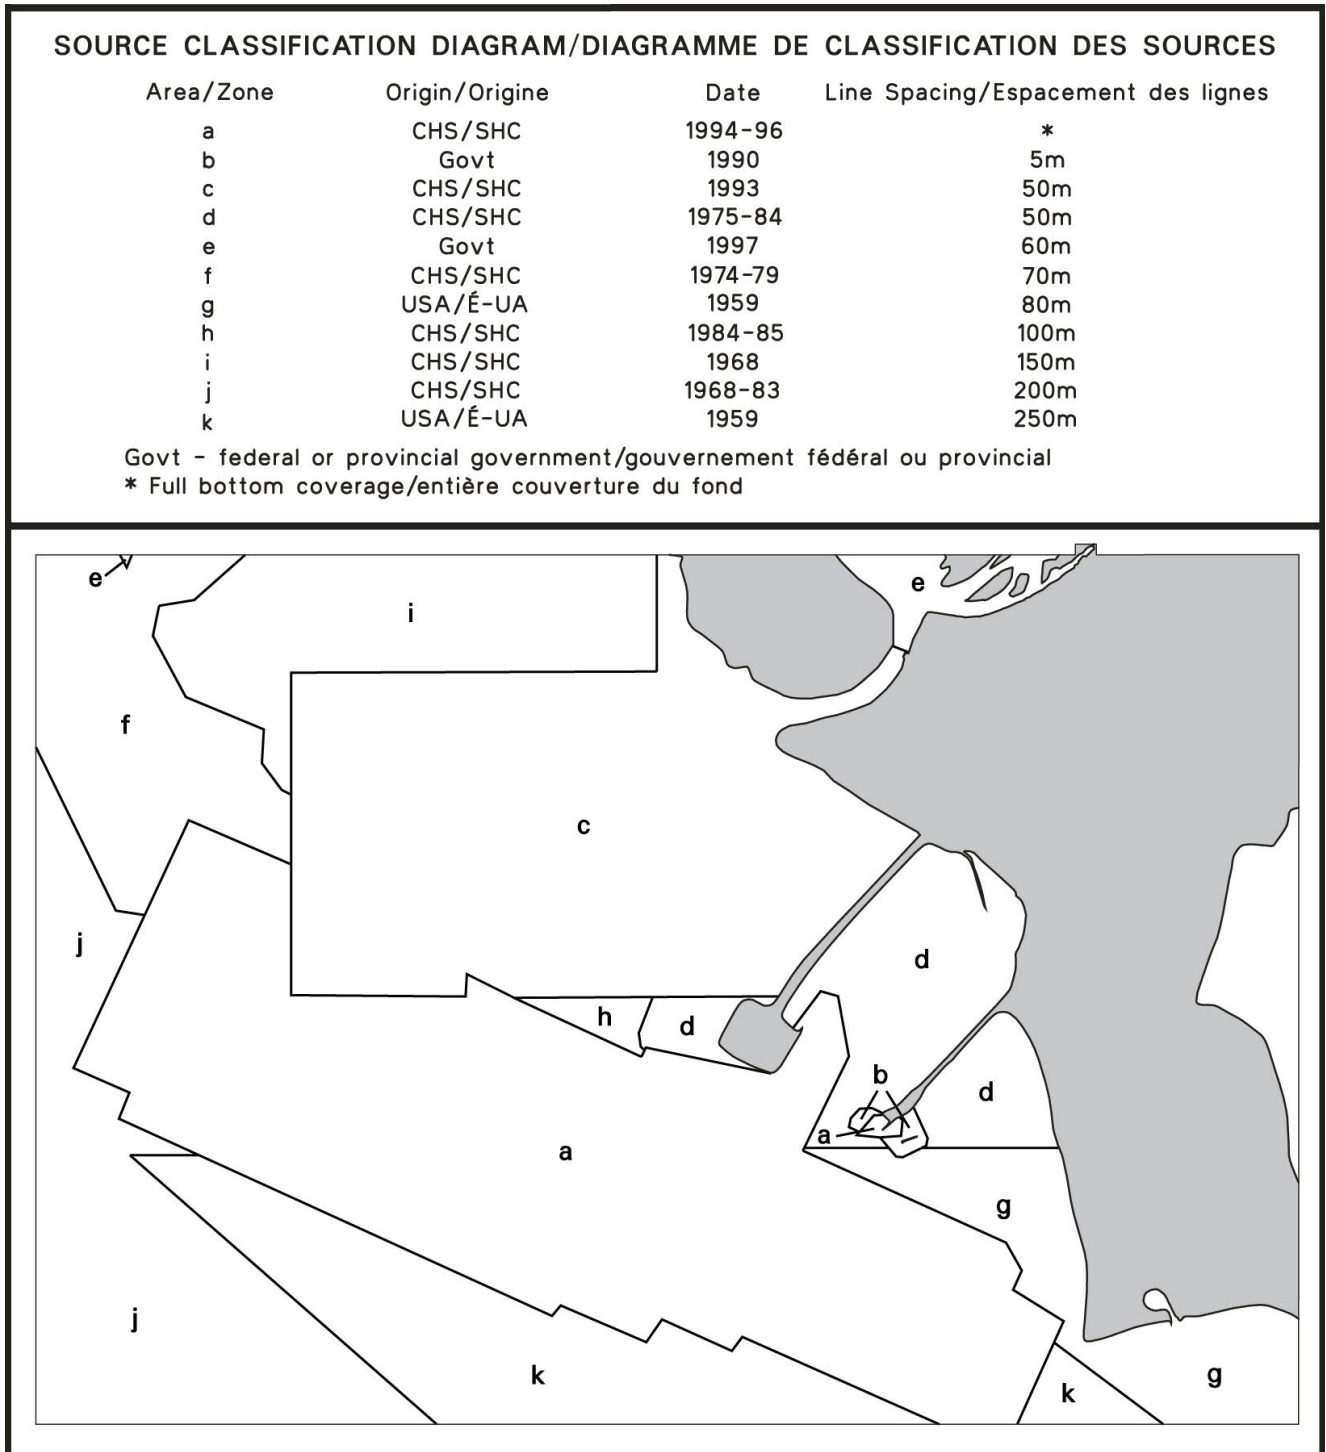 SOURCE CLASSIFICATION DIAGRAM/DIAGRAMME DE CLASSIFICATION DES SOURCES
Area/Zone Origin/Origine Date Line Spacing/Espacement des lignes
a CHS/SHC 1994-96 *
b Govt 1990 5m
c CHS/SHC 1993 50m
d CHS/SHC 1975-84 50m
e Govt 1997 60m
f CHS/SHC 1974-79 70m
g USA/É-UA 1959 80m
h CHS/SHC 1984-85 100m
i CHS/SHC 1968 150m
j CHS/SHC 1968-83 200m
k USA/É-UA 1959 250m
Govt - federal or provincial government/gouvernement fédéral ou provincial
* Full bottom coverage/entière couverture du fond
e
e
i
f
c
j
d
h
d
b
d
a
a
g
j
k
k
g